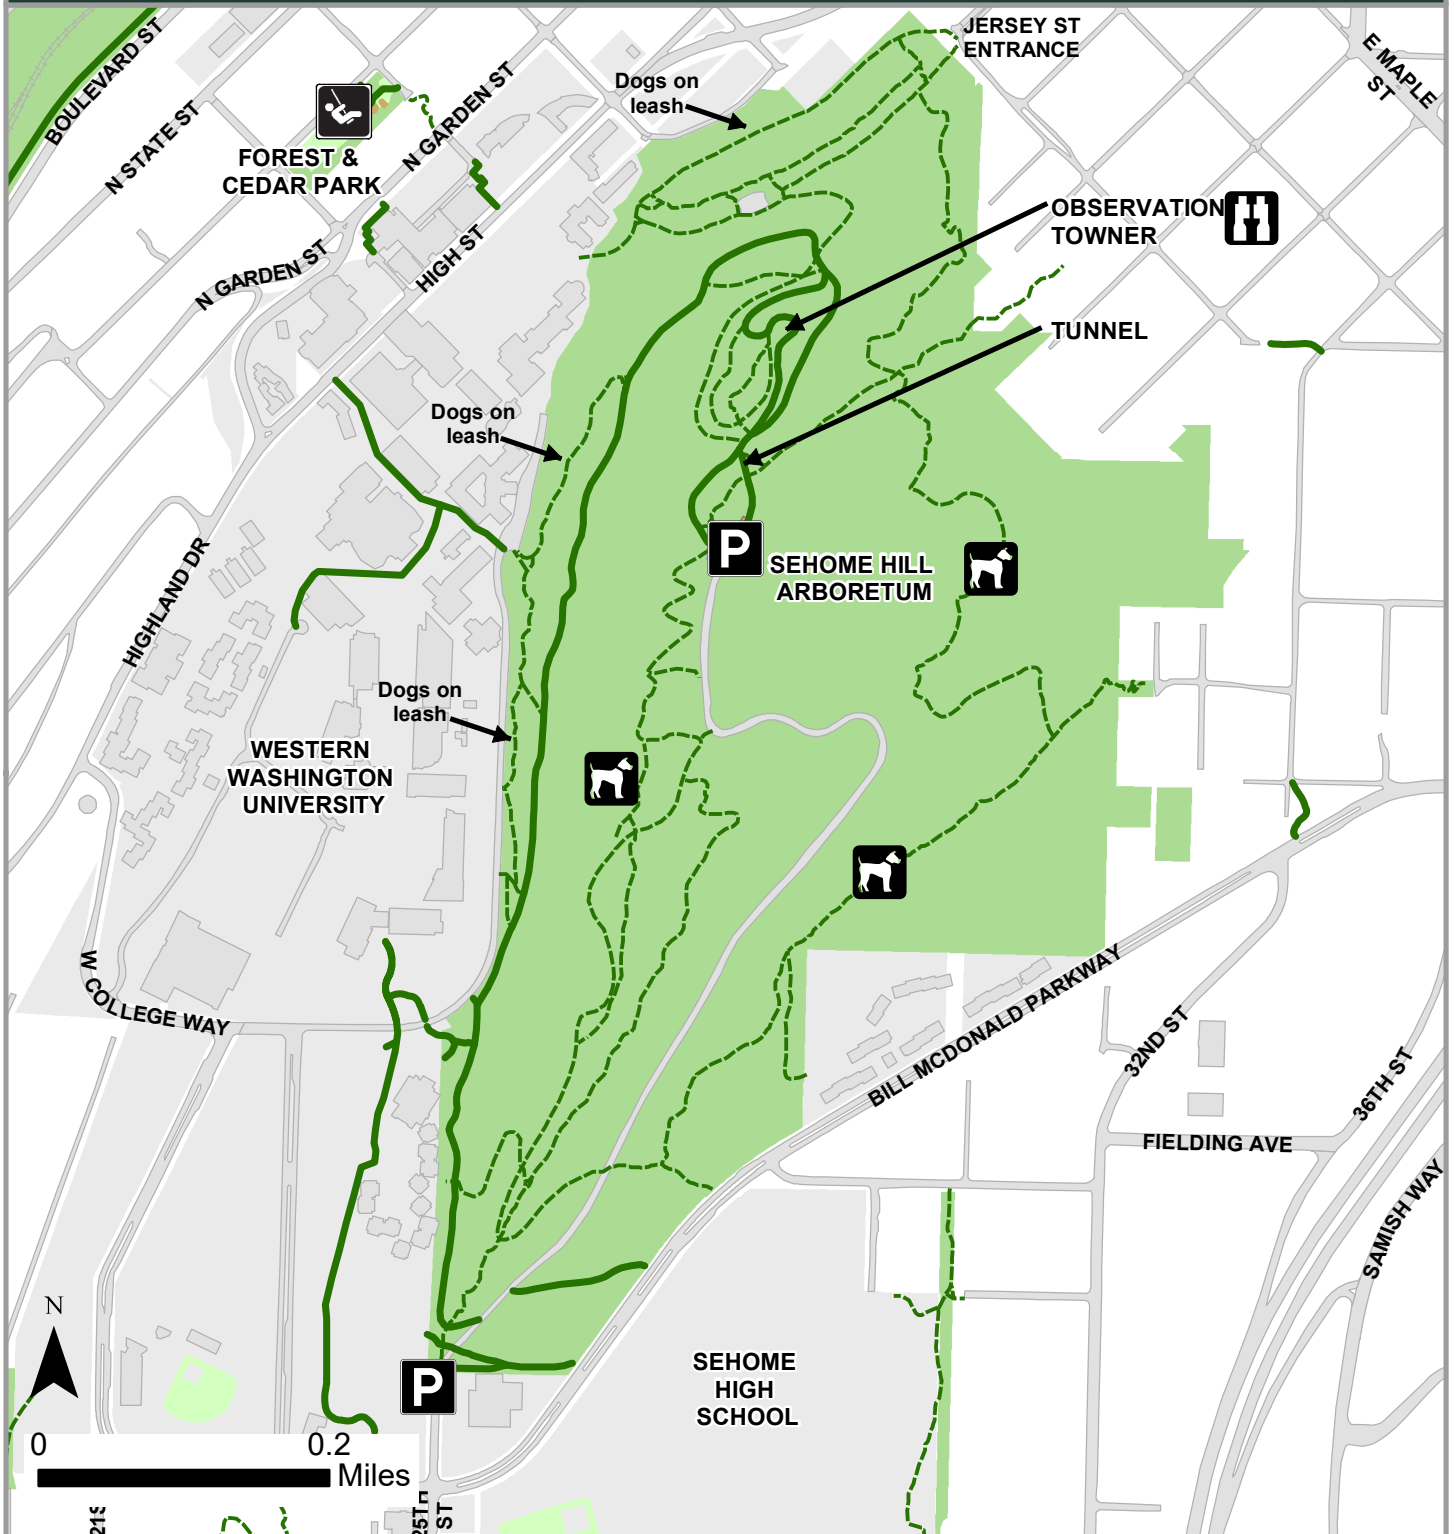 JERSEY ST
ENTRANCE
E MAPLE
ST
BOULEVARD ST
N STATE ST
Dogs on
leash
N GARDEN ST
FOREST &
CEDAR PARK
OBSERVATION
TOWNER
HIGH ST
N GARDEN ST
TUNNEL
Dogs on
leash
P
SEHOME HILL
ARBORETUM
HIGHLAND DR
Dogs on
leash
WESTERN
WASHINGTON
UNIVERSITY
W COLLEGE WAY
BILL MCDONALD PARKWAY
32ND ST
36TH ST
FIELDING AVE
SAMISH WAY
N
SEHOME
HIGH
SCHOOL
P
0 0.2
Miles
21S
25TH
ST